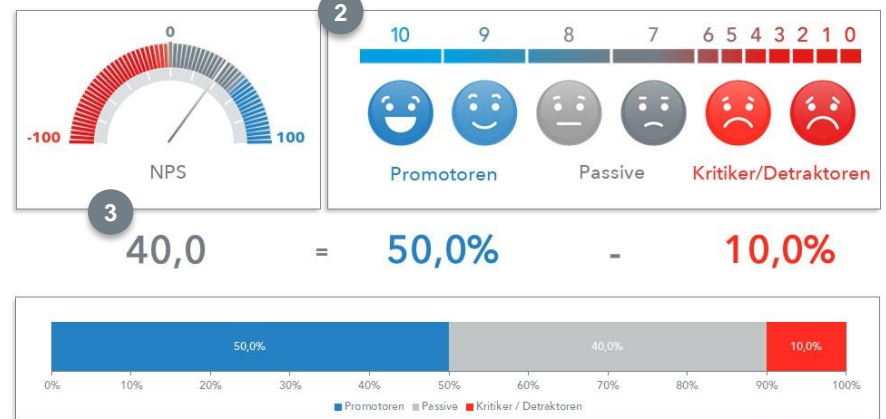 2
0
-100 100
NPS
10 9 8 7 6 5 4 3 2 1 0
Promotoren Passive Kritiker/Detraktoren
3
40,0 = 50,0% - 10,0%
50,0% 40,0% 10,0%
0% 10% 20% 30% 40% 50% 60% 70% 80% 90% 100%
Promotoren Passive Kritiker / Detraktoren